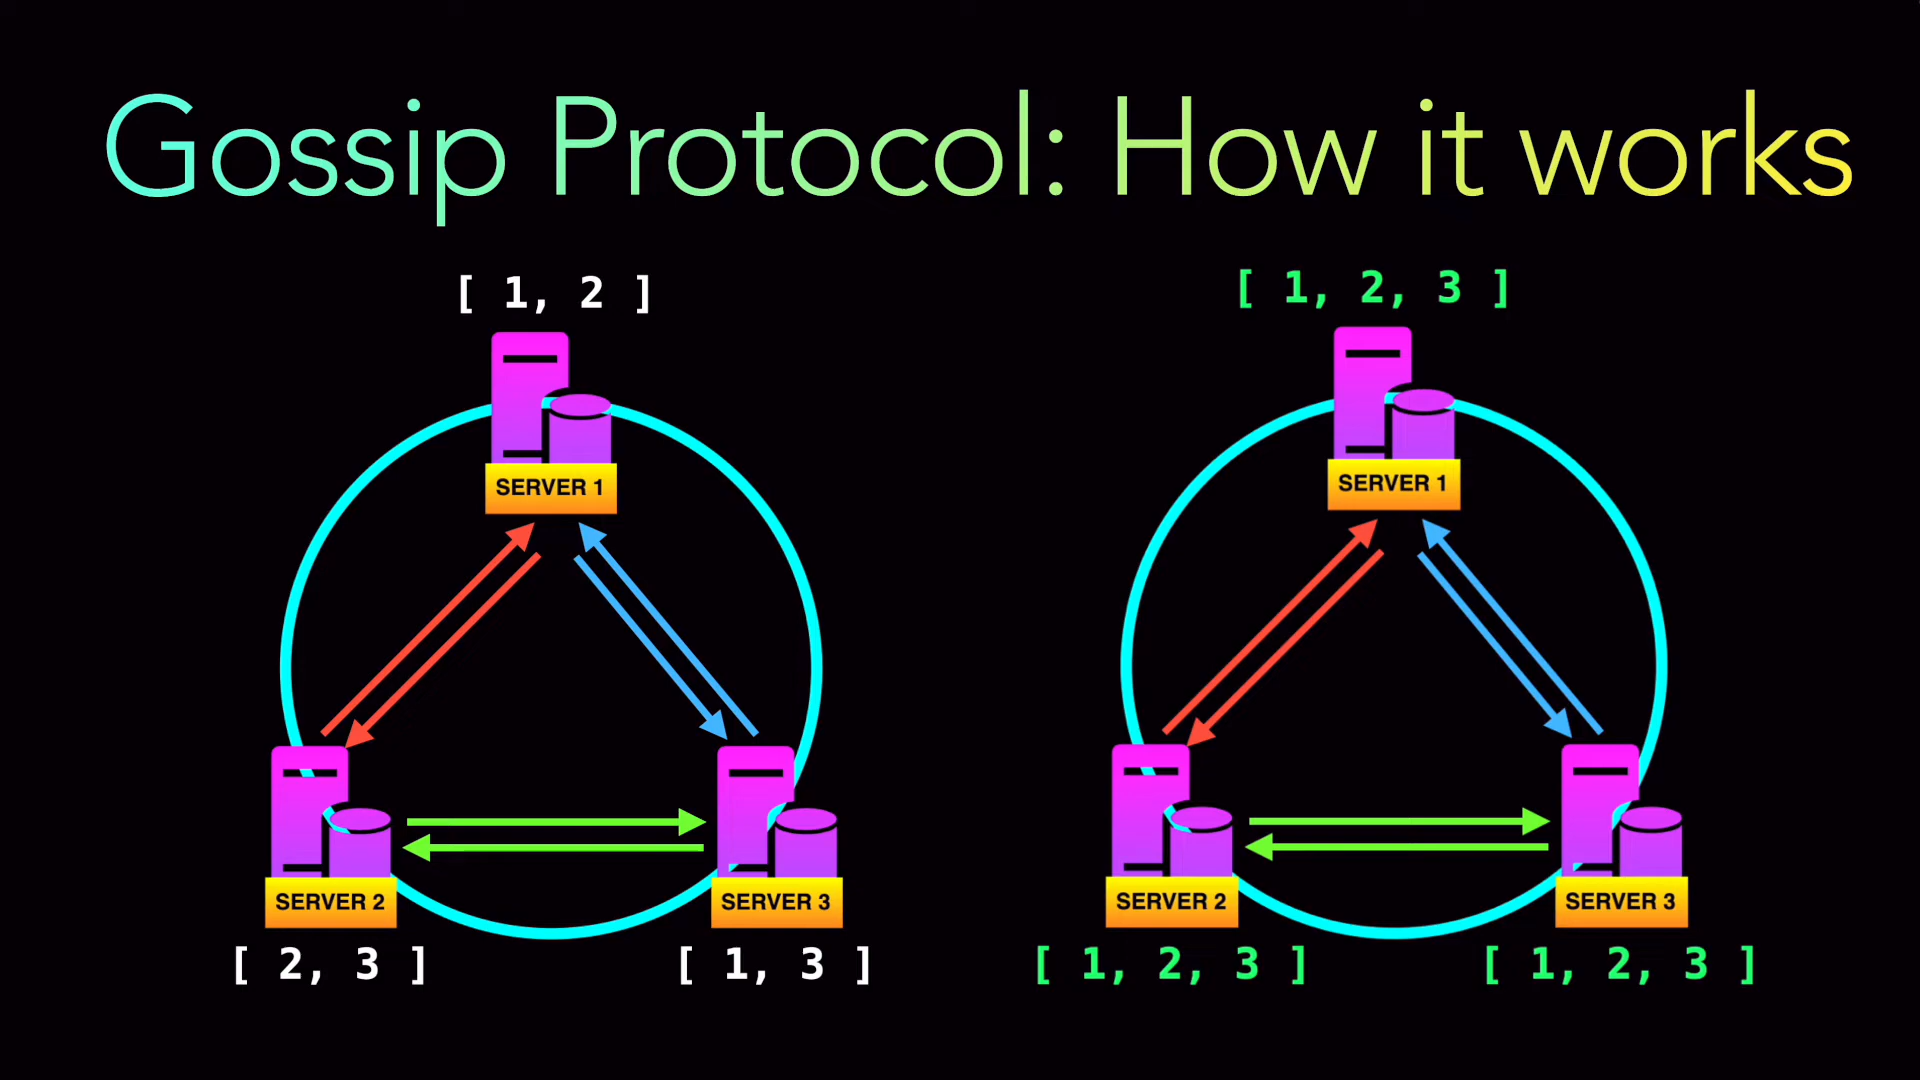 Gossip Protocol: How it works
[ 1, 2 ]
SERVER 1
SERVER 2
SERVER 3
[ 2, 3 ]
[ 1, 3 ]
[ 1, 2, 3 ]
SERVER 1
SERVER 2
SERVER 3
[ 1, 2, 3 ]
[ 1, 2, 3 ]